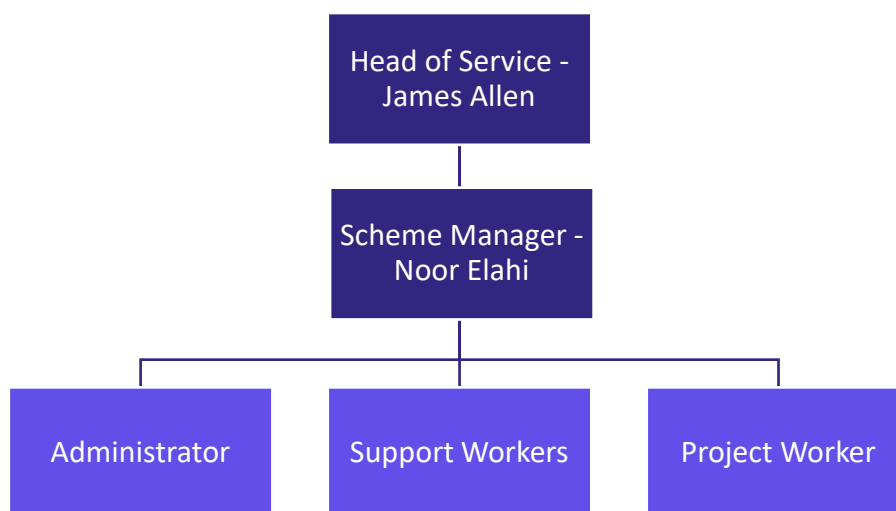 Head of Service -
James Allen
Scheme Manager -
Noor Elahi
Administrator
Support Workers
Project Worker